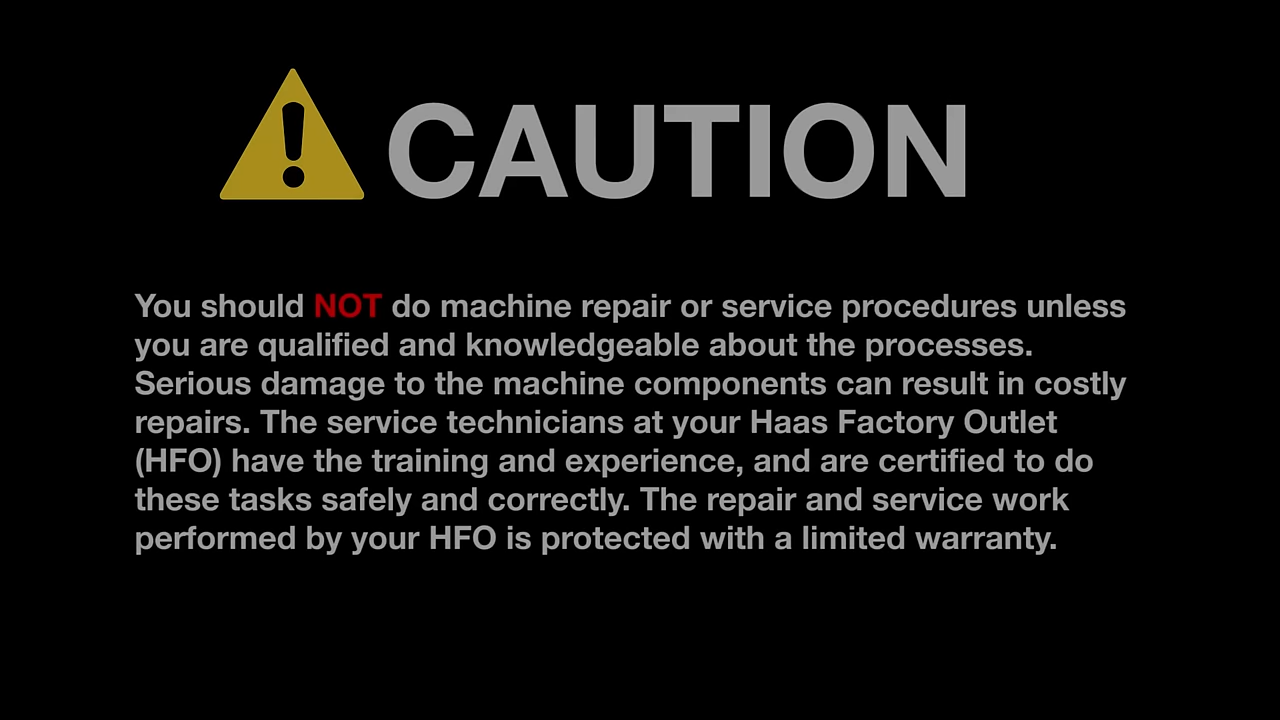 CAUTION
You should NOT do machine repair or service procedures unless
you are qualified and knowledgeable about the processes.
Serious damage to the machine components can result in costly
repairs. The service technicians at your Haas Factory Outlet
(HFO) have the training and experience, and are certified to do
these tasks safely and correctly. The repair and service work
performed by your HFO is protected with a limited warranty.